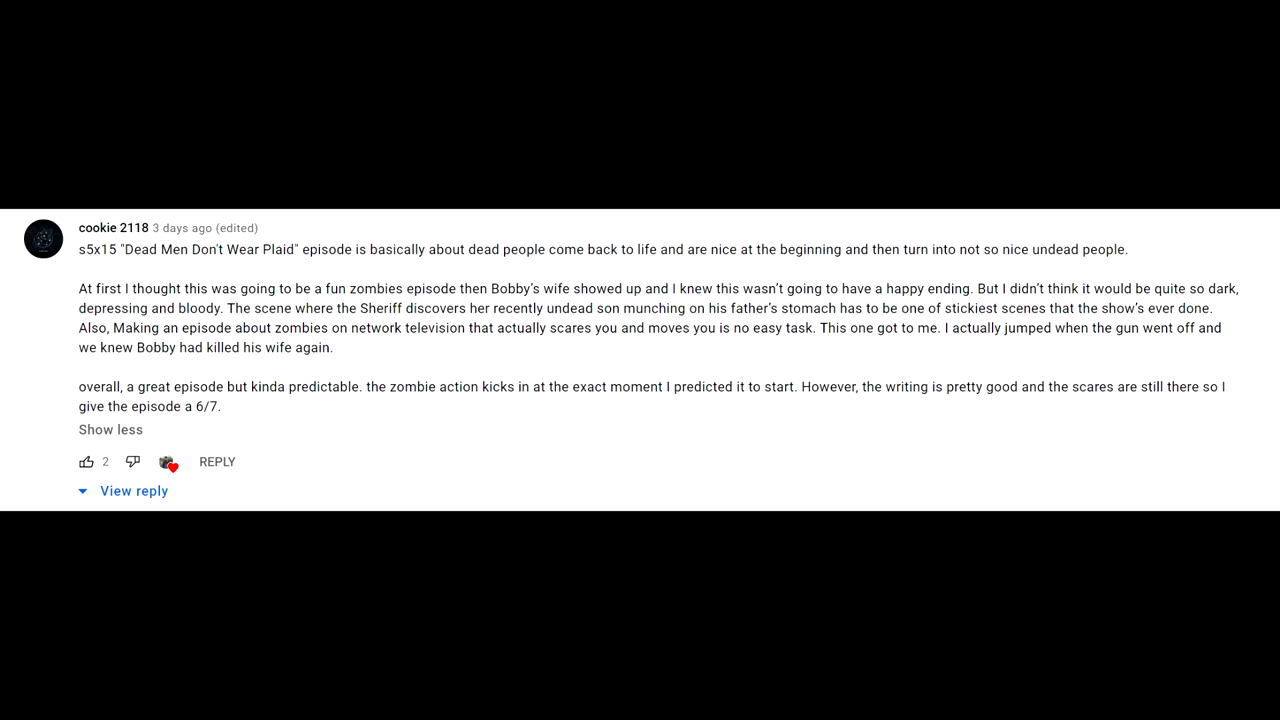 cookie 2118 3 days ago (edited)
s5x15 "Dead Men Don't Wear Plaid" episode is basically about dead people come back to life and are nice at the beginning and then turn into not so nice undead people.
At first I thought this was going to be a fun zombies episode then Bobby's wife showed up and I knew this wasn't going to have a happy ending. But I didn't think it would be quite so dark,
depressing and bloody. The scene where the Sheriff discovers her recently undead son munching on his father's stomach has to be one of stickiest scenes that the show's ever done.
Also, Making an episode about zombies on network television that actually scares you and moves you is no easy task. This one got to me. I actually jumped when the gun went off and
we knew Bobby had killed his wife again.
overall, a great episode but kinda predictable. the zombie action kicks in at the exact moment I predicted it to start. However, the writing is pretty good and the scares are still there so I
give the episode a 6/7.
Show less
2 REPLY
View reply